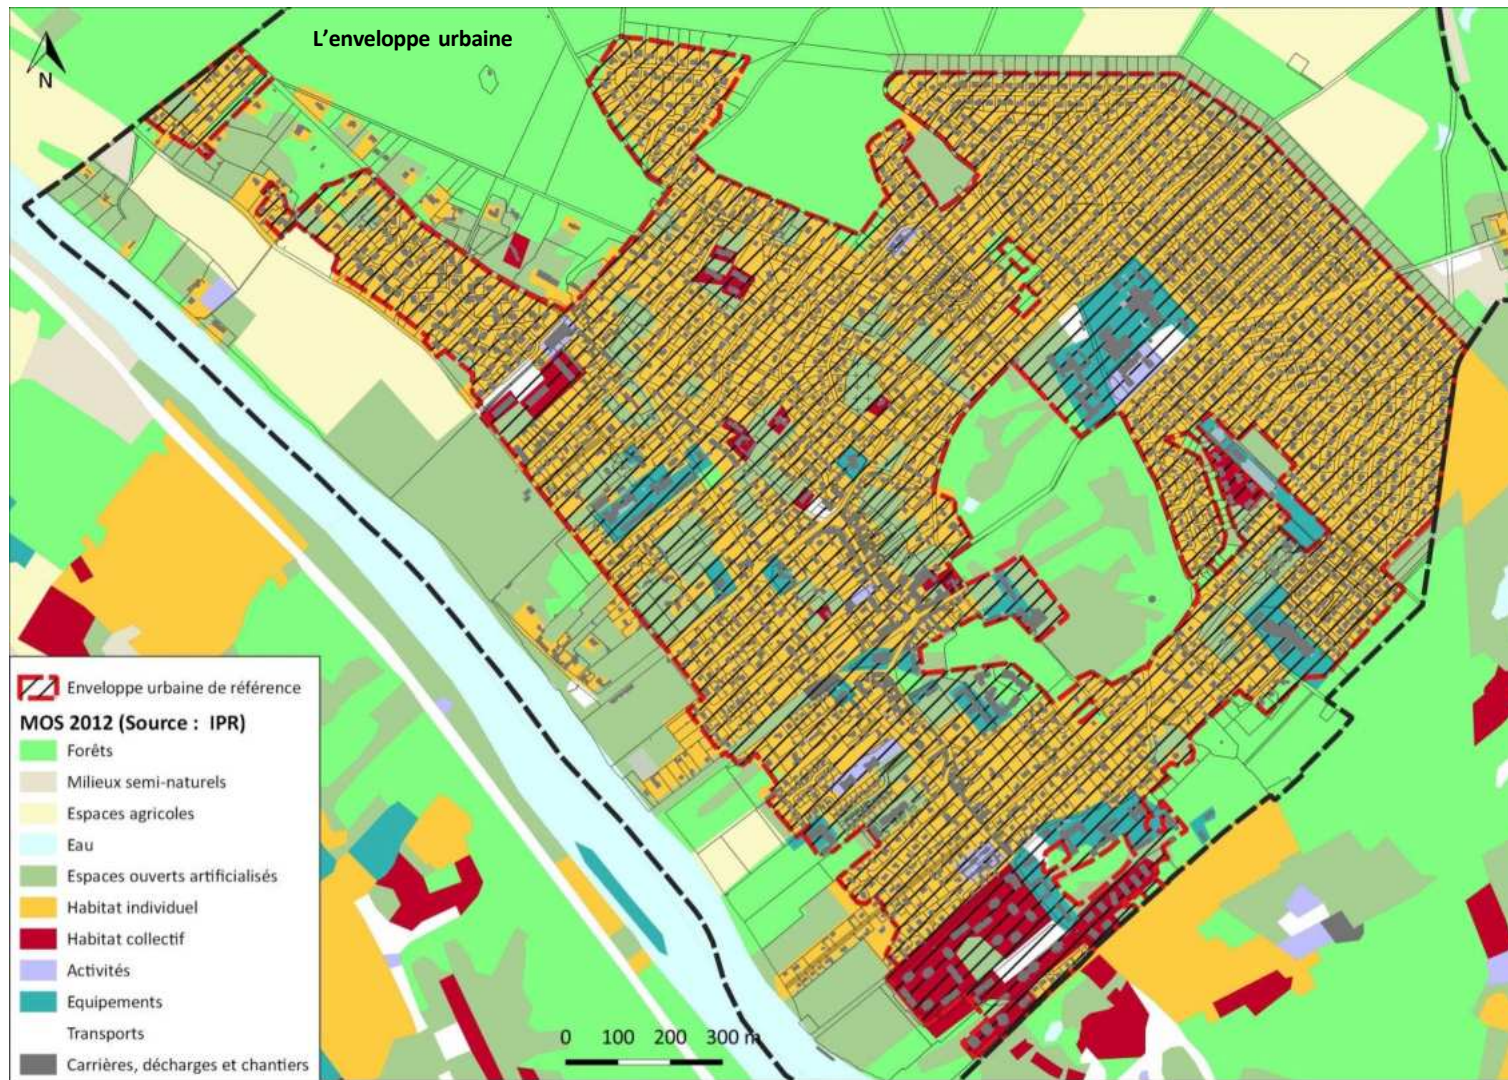 L'enveloppe urbaine
N
Enveloppe urbaine de référence
MOS 2012 (Source : IPR)
Forêts
Milieux semi-naturels
Espaces agricoles
Eau
Espaces ouverts artificialisés
Habitat individuel
Habitat collectif
Activités
Equipements
Transports
Carrières, décharges et chantiers
0 100 200 300 m